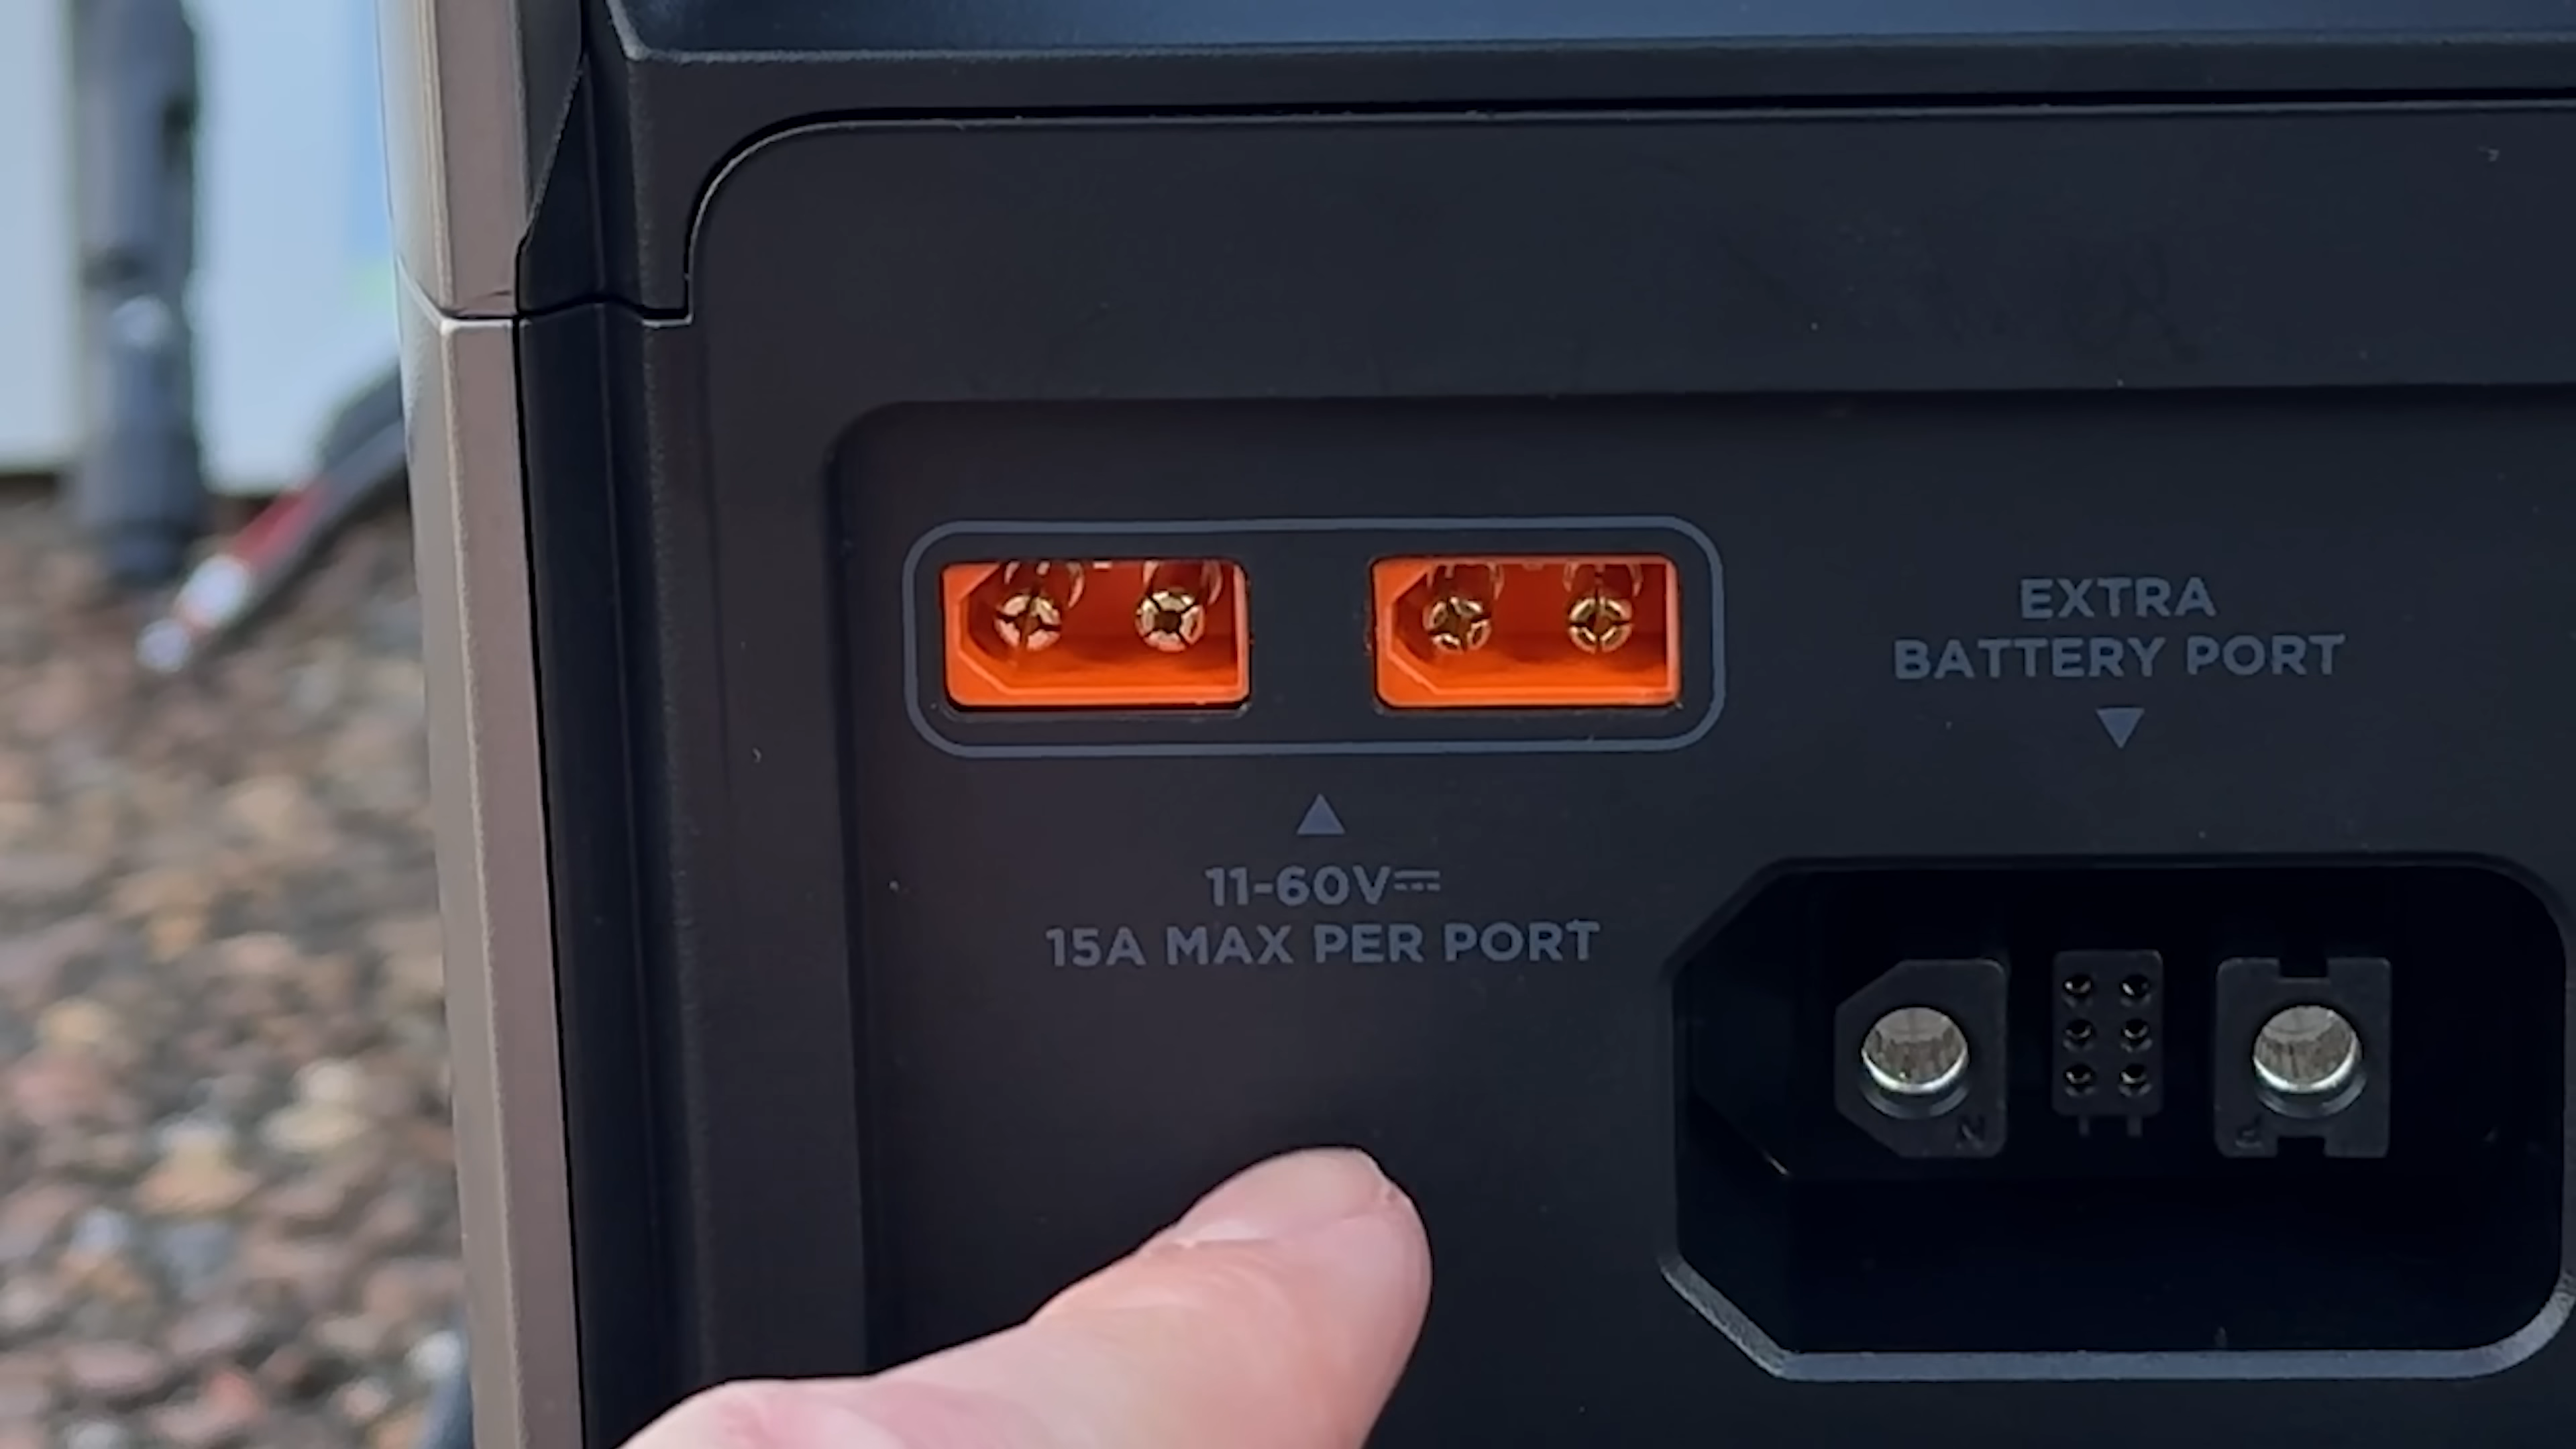 EXTRA
BATTERY PORT
▼
▲
11-60V⎓
15A MAX PER PORT
N
P